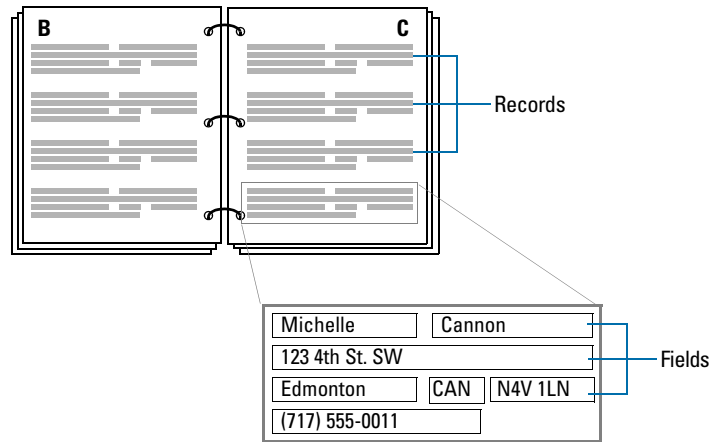 B
C
Records
Michelle Cannon
123 4th St. SW
Fields
Edmonton CAN N4V 1LN
(717) 555-0011